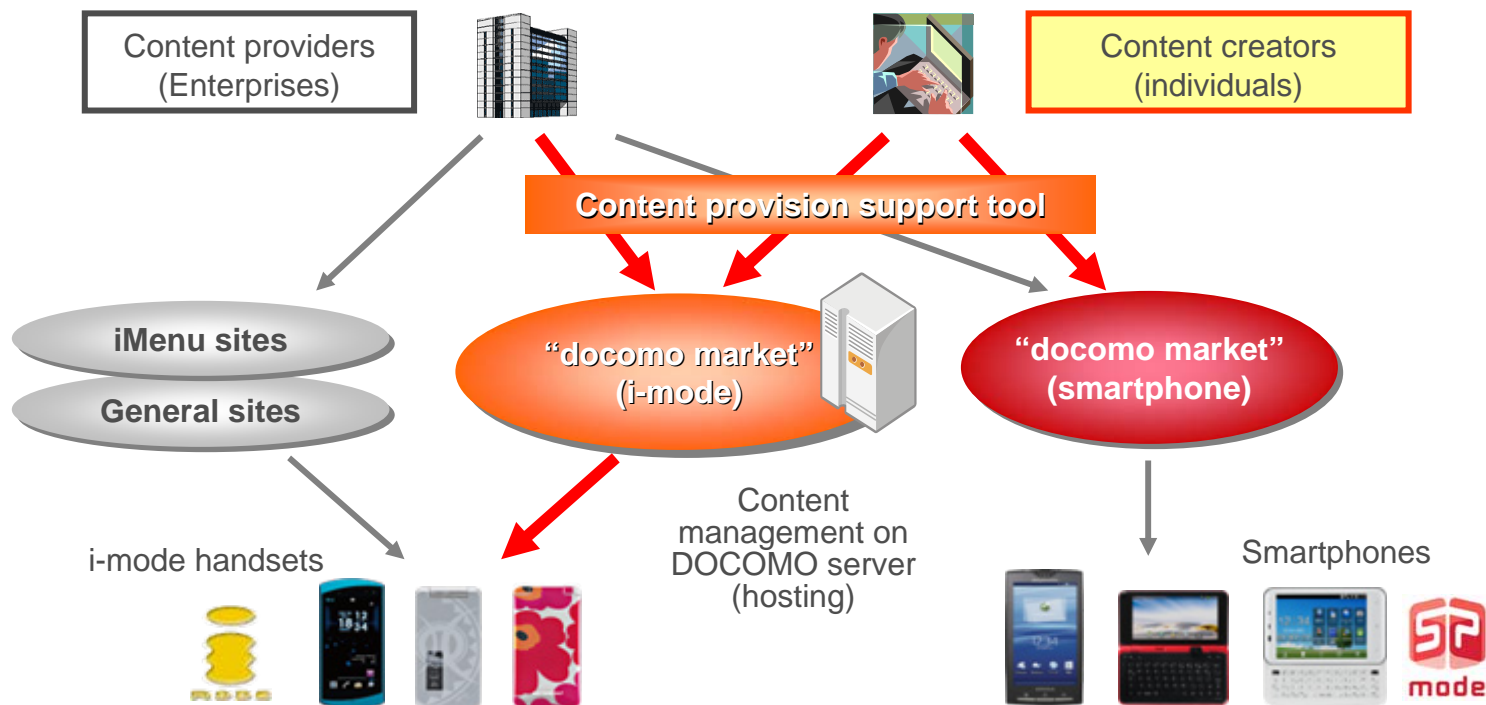 Content providers
(Enterprises)
Content creators
(individuals)
Content provision support tool
iMenu sites
General sites
“docomo market”
(i-mode)
“docomo market”
(smartphone)
Content
management on
DOCOMO server
(hosting)
i-mode handsets
Smartphones
mode